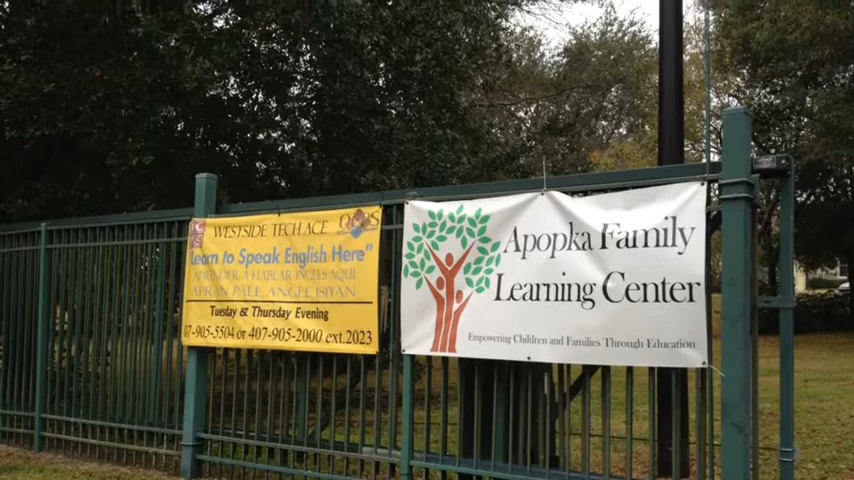 WESTSIDE TECH ACE
OCPS
Learn to Speak English Here"
APRENDER A HABLAR INGLES AQUI
APRAN PALE ANGLE ISIYAN
Tuesday & Thursday Evening
07-905-5504 or 407-905-2000 ext.2023
Apopka Family
Learning Center
Empowering Children and Families Through Education